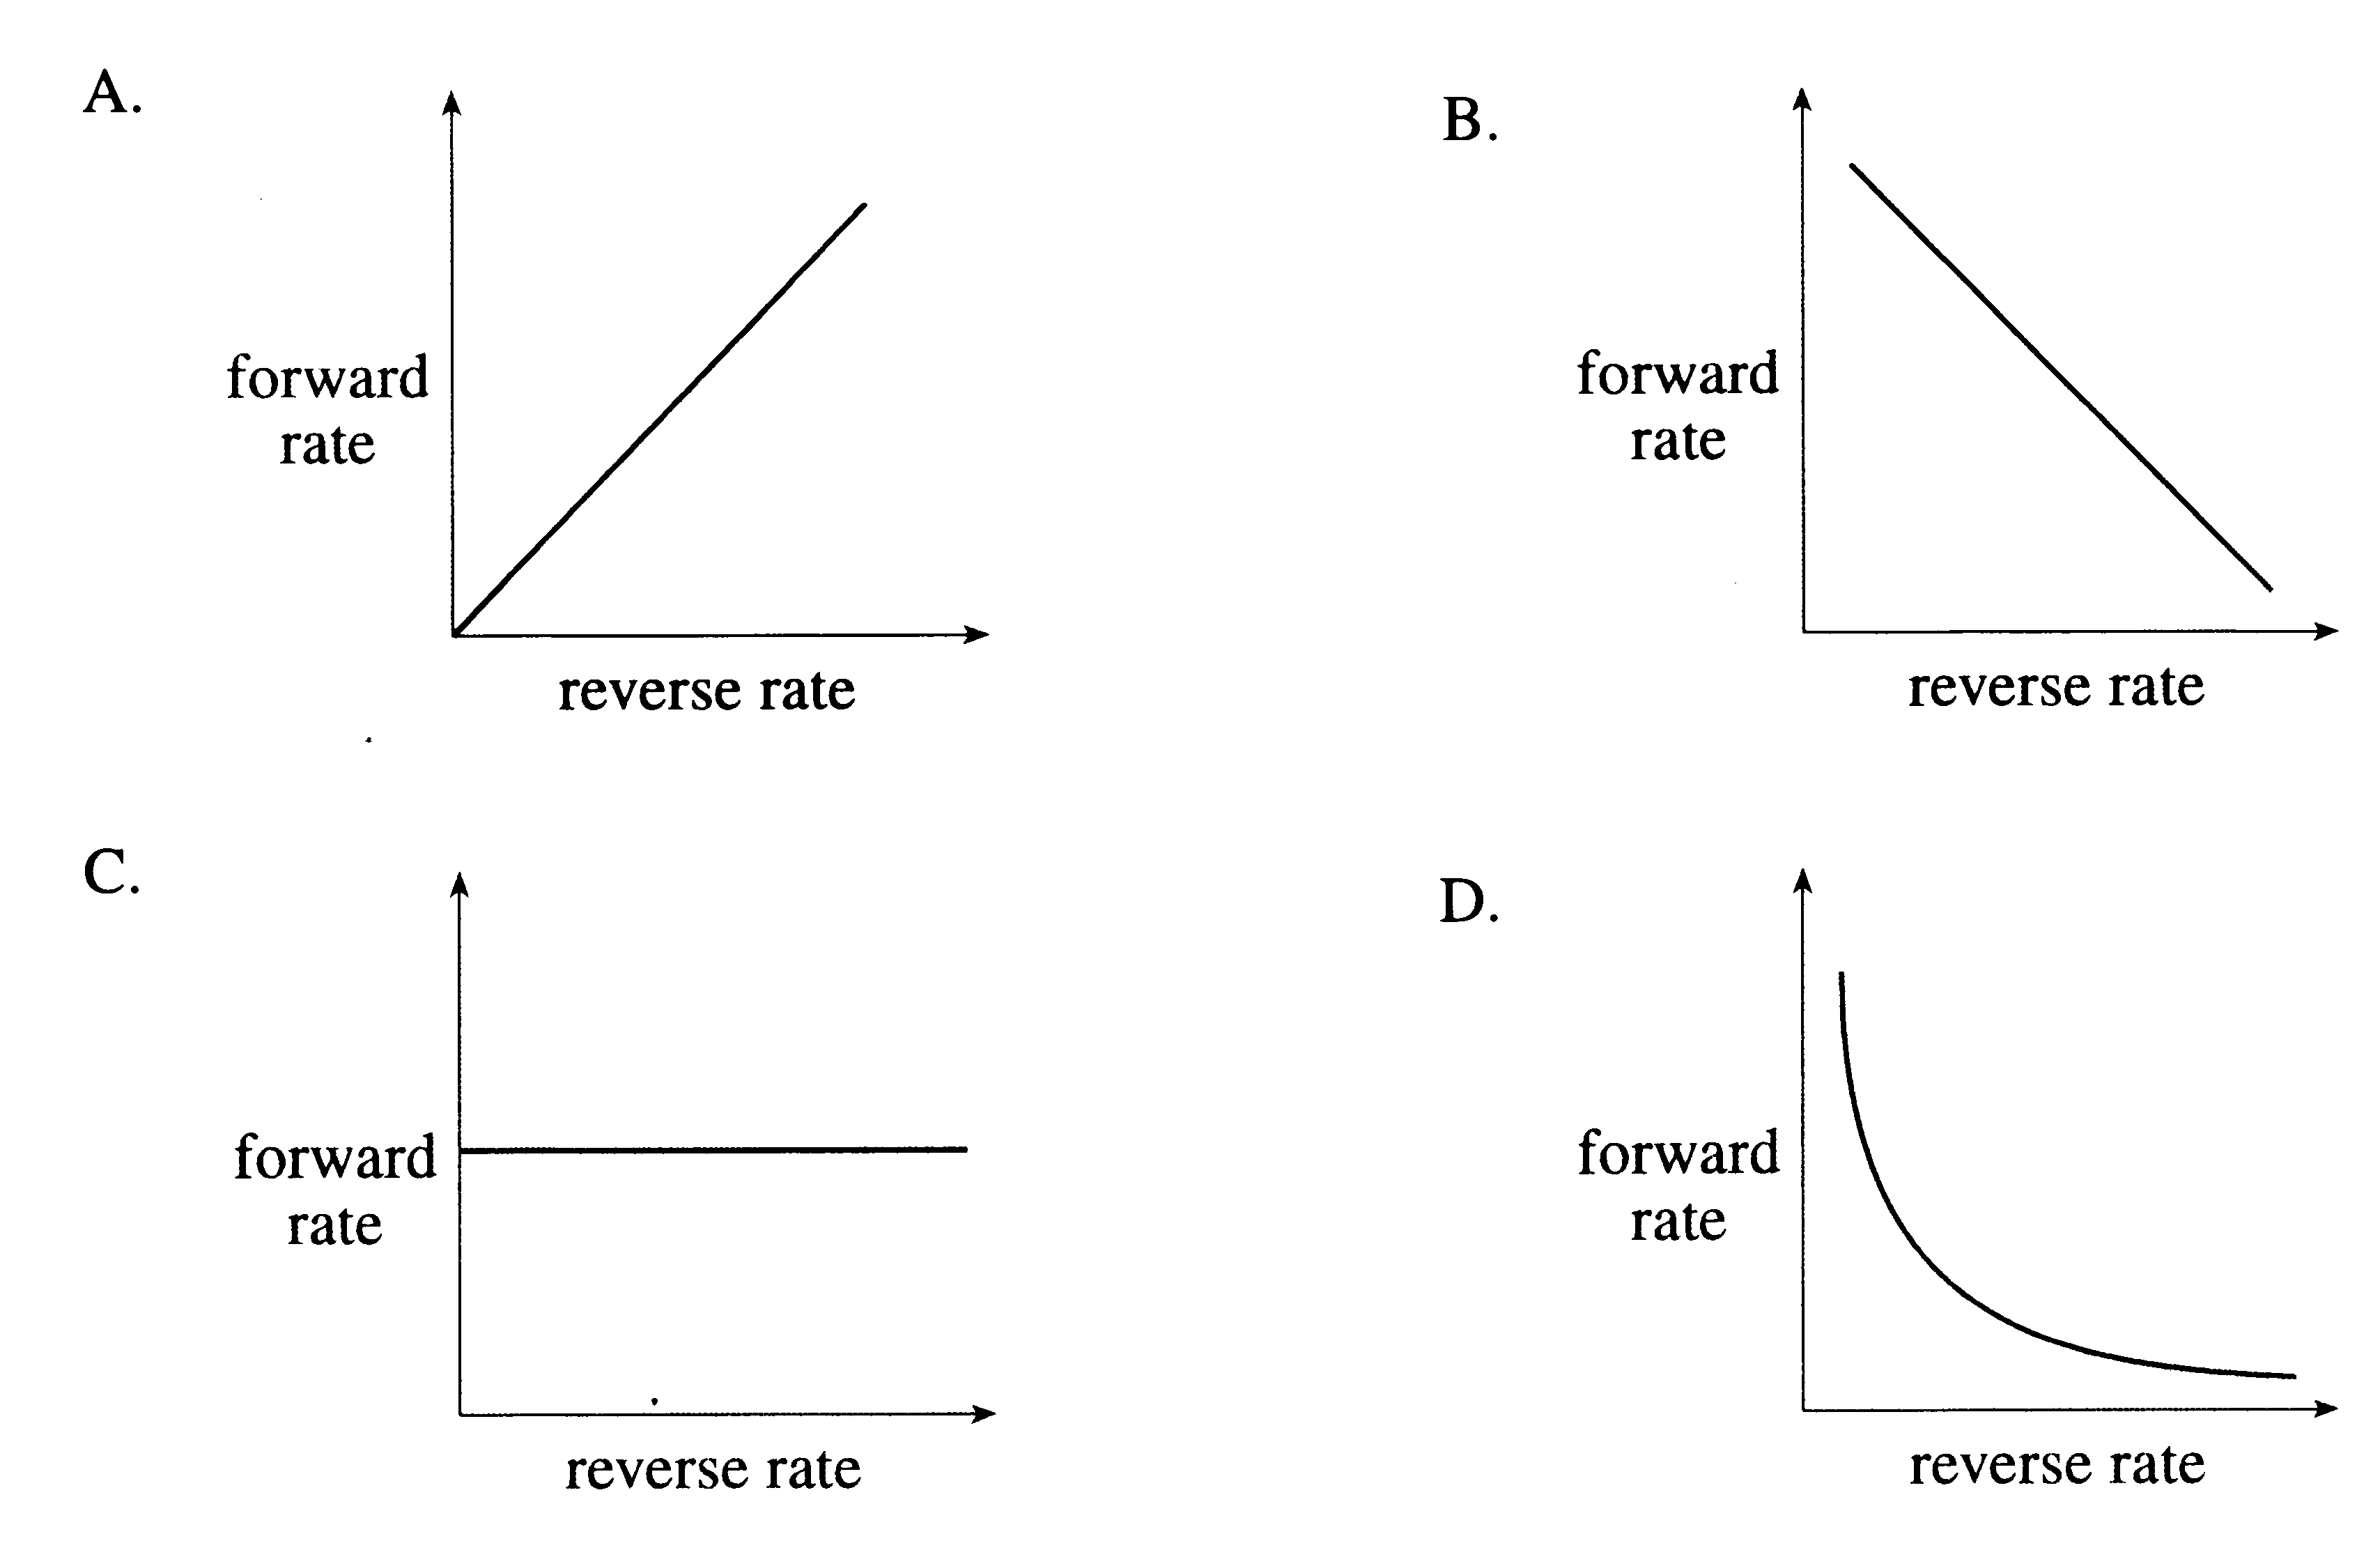 A.
forward
rate
reverse rate
B.
forward
rate
reverse rate
C.
forward
rate
reverse rate
D.
forward
rate
reverse rate